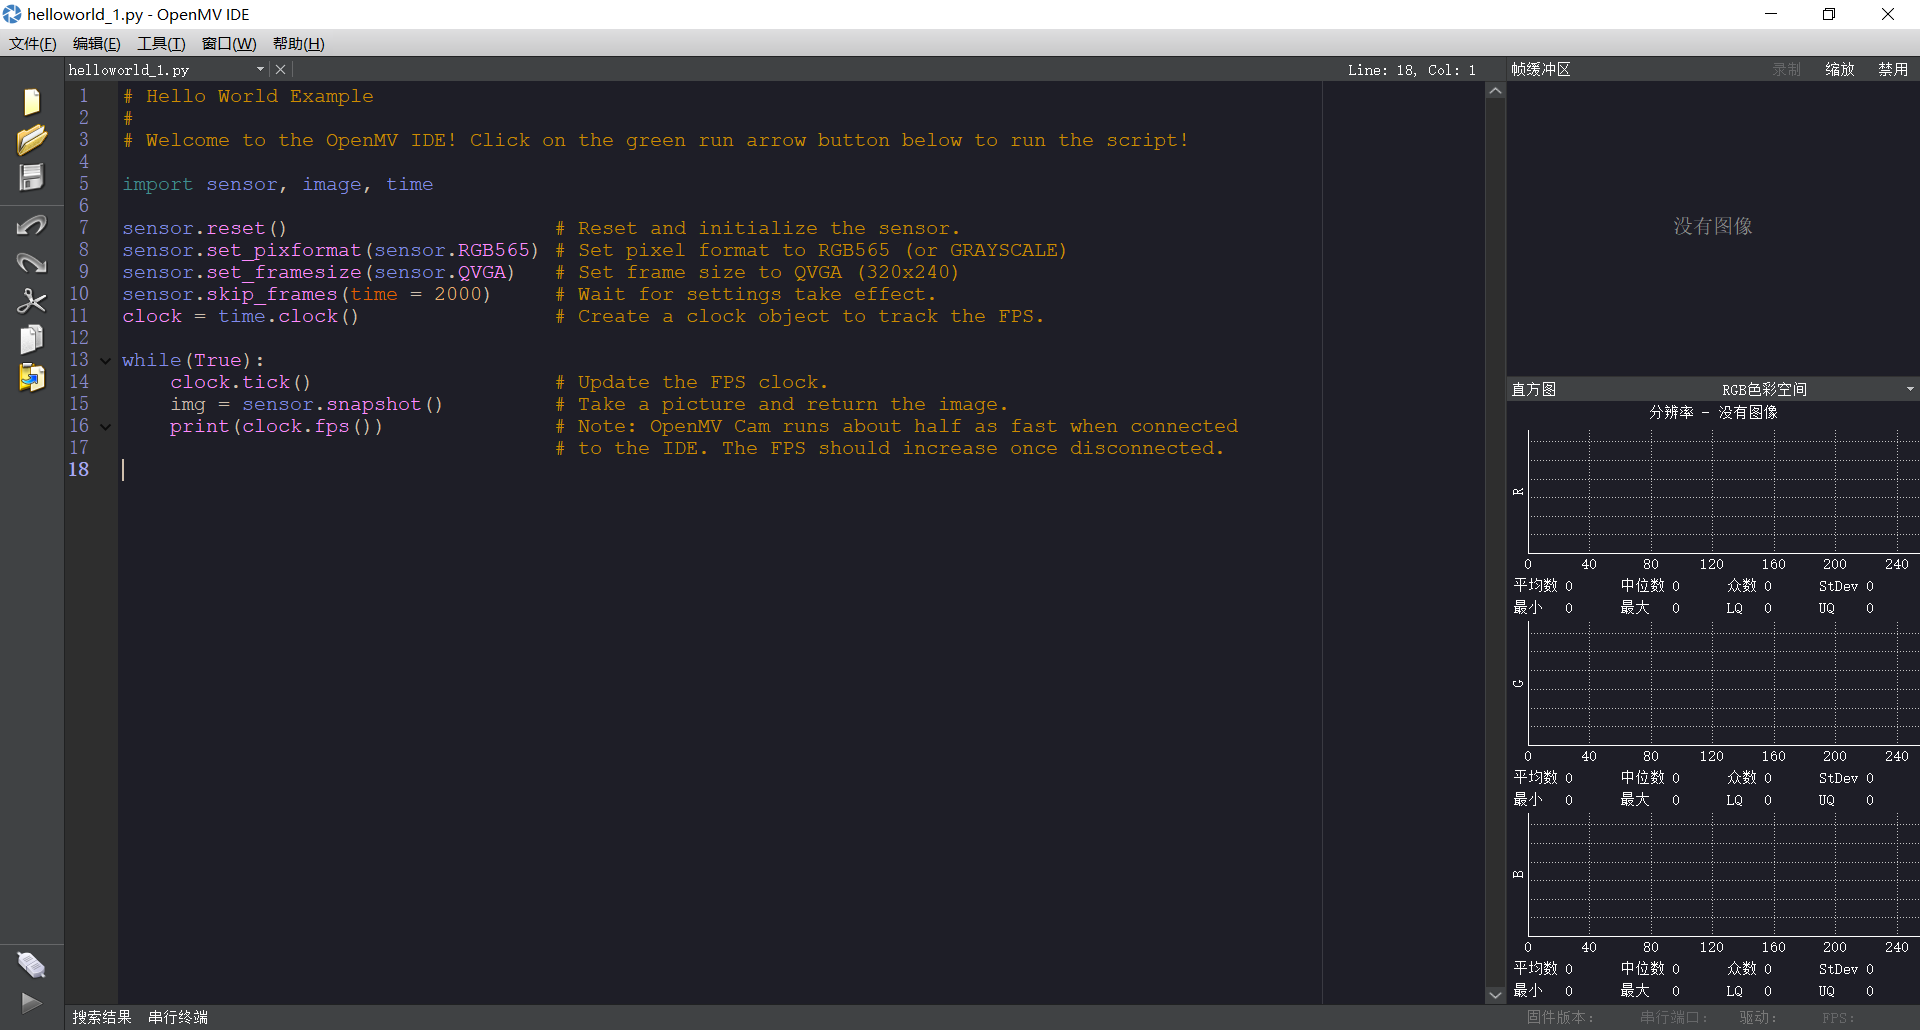 helloworld_1.py - OpenMV IDE
文件(F) 编辑(E) 工具(T) 窗口(W) 帮助(H)
helloworld_1.py Line: 18, Col: 1 帧缓冲区 录制 缩放 禁用
1 # Hello World Example
2 #
3 # Welcome to the OpenMV IDE! Click on the green run arrow button below to run the script!
4
5 import sensor, image, time
6
7 sensor.reset() # Reset and initialize the sensor.
8 sensor.set_pixformat(sensor.RGB565) # Set pixel format to RGB565 (or GRAYSCALE)
9 sensor.set_framesize(sensor.QVGA) # Set frame size to QVGA (320x240)
10 sensor.skip_frames(time = 2000) # Wait for settings take effect.
11 clock = time.clock() # Create a clock object to track the FPS.
12
13 while(True):
14 clock.tick() # Update the FPS clock.
15 img = sensor.snapshot() # Take a picture and return the image.
16 print(clock.fps()) # Note: OpenMV Cam runs about half as fast when connected
17 # to the IDE. The FPS should increase once disconnected.
18
没有图像
直方图 RGB色彩空间
分辨率 - 没有图像
R
0 40 80 120 160 200 240
平均数 0 中位数 0 众数 0 StDev 0
最小 0 最大 0 LQ 0 UQ 0
G
0 40 80 120 160 200 240
平均数 0 中位数 0 众数 0 StDev 0
最小 0 最大 0 LQ 0 UQ 0
B
0 40 80 120 160 200 240
平均数 0 中位数 0 众数 0 StDev 0
最小 0 最大 0 LQ 0 UQ 0
搜索结果 串行终端 固件版本: 串行端口: 驱动: FPS: